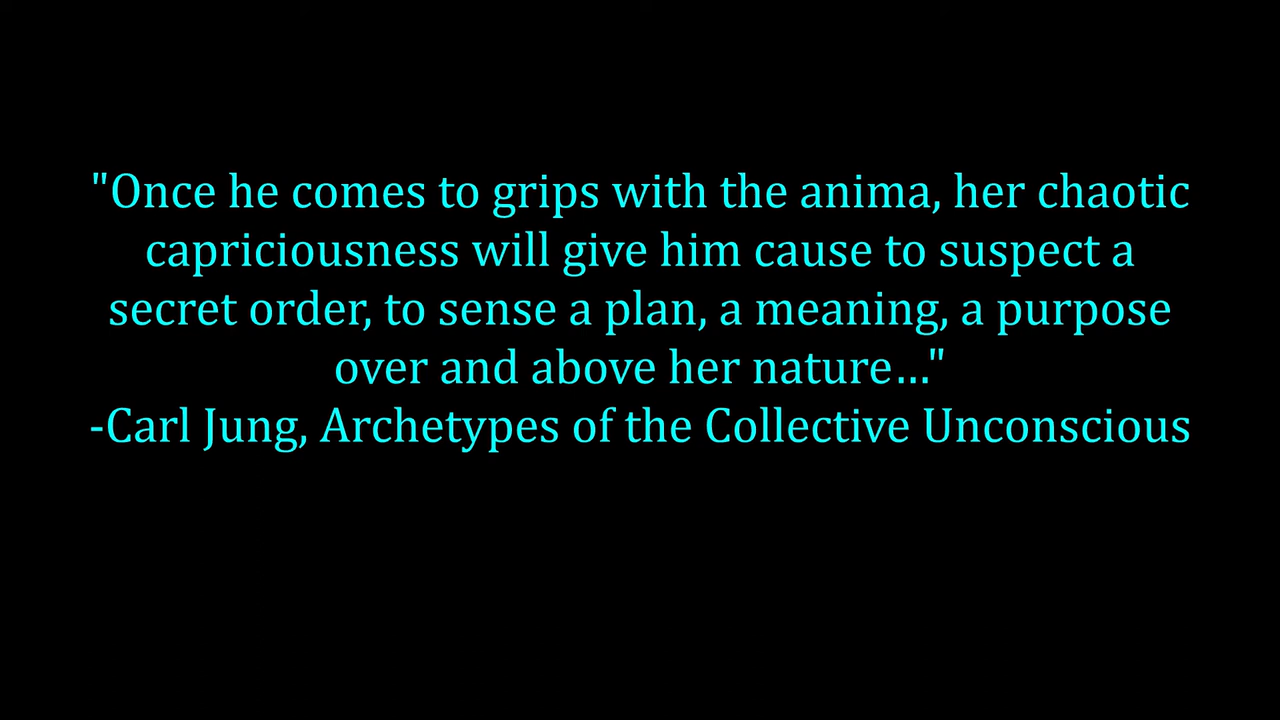 "Once he comes to grips with the anima, her chaotic
capriciousness will give him cause to suspect a
secret order, to sense a plan, a meaning, a purpose
over and above her nature…"
-Carl Jung, Archetypes of the Collective Unconscious